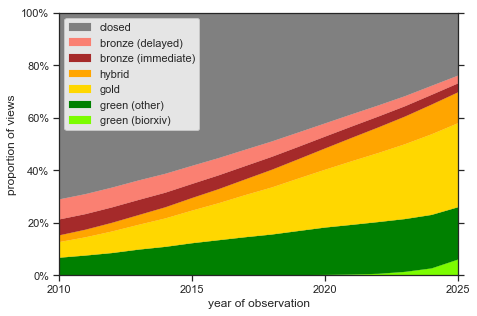 100%
80%
60%
40%
20%
0%
proportion of views
closed
bronze (delayed)
bronze (immediate)
hybrid
gold
green (other)
green (biorxiv)
2010
2015
2020
2025
year of observation